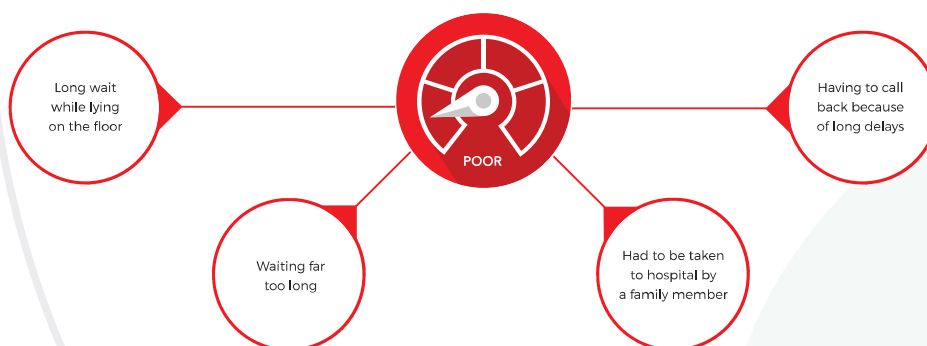 Long wait
while lying
on the floor
POOR
Having to call
back because
of long delays
Waiting far
too long
Had to be taken
to hospital by
a family member